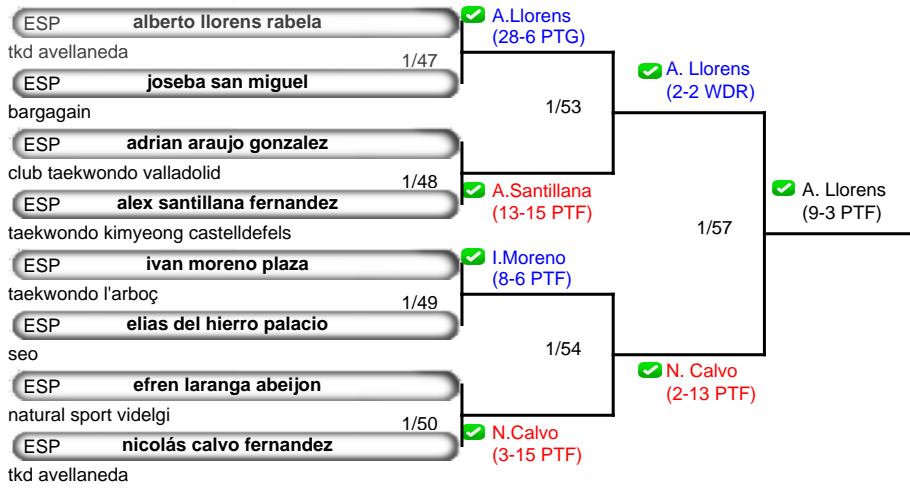 ESP alberto llorens rabela
tkd avellaneda
1/47
ESP joseba san miguel
bargagain
ESP adrian araujo gonzalez
club taekwondo valladolid
1/48
ESP alex santillana fernandez
taekwondo kimyeong castelldefels
ESP ivan moreno plaza
taekwondo l'arboç
1/49
ESP elias del hierro palacio
seo
ESP efren laranga abeijon
natural sport videlgi
1/50
ESP nicolás calvo fernandez
tkd avellaneda
A.Llorens
(28-6 PTG)
1/53
A.Santillana
(13-15 PTF)
I.Moreno
(8-6 PTF)
1/54
N.Calvo
(3-15 PTF)
A. Llorens
(2-2 WDR)
1/57
N. Calvo
(2-13 PTF)
A. Llorens
(9-3 PTF)